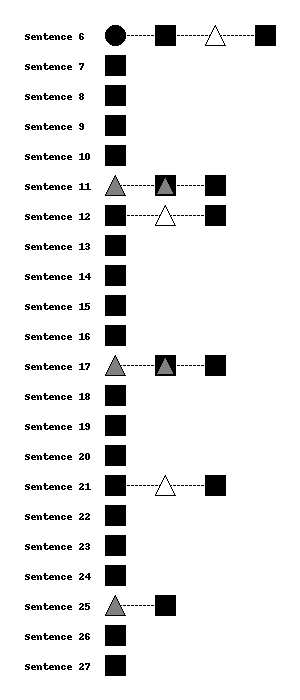 Sentence 6
Sentence 7
Sentence 8
Sentence 9
Sentence 10
Sentence 11
Sentence 12
Sentence 13
Sentence 14
Sentence 15
Sentence 16
Sentence 17
Sentence 18
Sentence 19
Sentence 20
Sentence 21
Sentence 22
Sentence 23
Sentence 24
Sentence 25
Sentence 26
Sentence 27